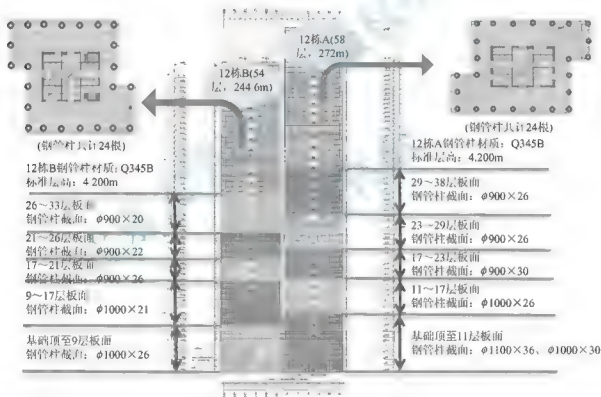 12栋A(58
层, 272m)
12栋B(54
层, 244.6m)
(钢管柱共计24根)
12栋B钢管柱材质: Q345B
标准层高: 4.200m
26~33层板面
钢管柱截面: φ900×20
21~26层板面
钢管柱截面: φ900×22
17~21层板面
钢管柱截面: φ900×26
9~17层板面
钢管柱截面: φ1000×21
基础顶至9层板面
钢管柱截面: φ1000×26
(钢管柱共计24根)
12栋A钢管柱材质: Q345B
标准层高: 4.200m
29~38层板面
钢管柱截面: φ900×26
23~29层板面
钢管柱截面: φ900×26
17~23层板面
钢管柱截面: φ900×30
11~17层板面
钢管柱截面: φ1000×26
基础顶至11层板面
钢管柱截面: φ1100×36、φ1000×30